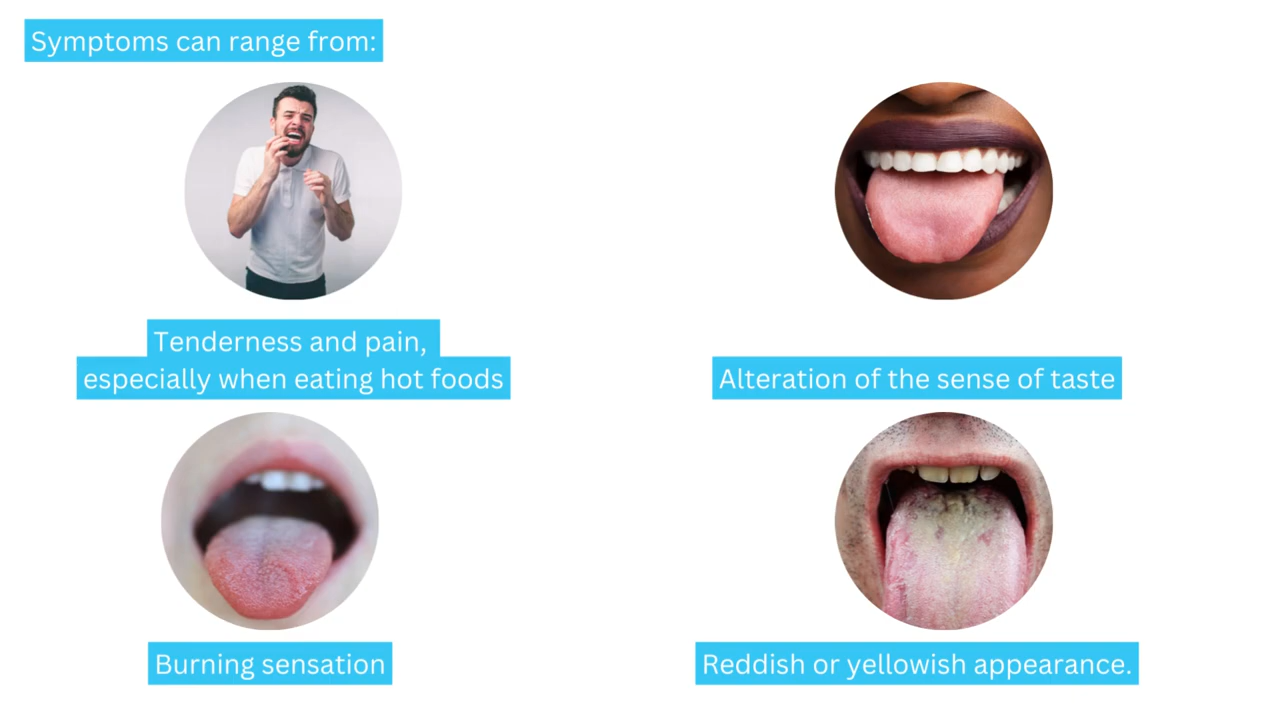 Symptoms can range from:
Tenderness and pain,
especially when eating hot foods
Alteration of the sense of taste
Burning sensation
Reddish or yellowish appearance.